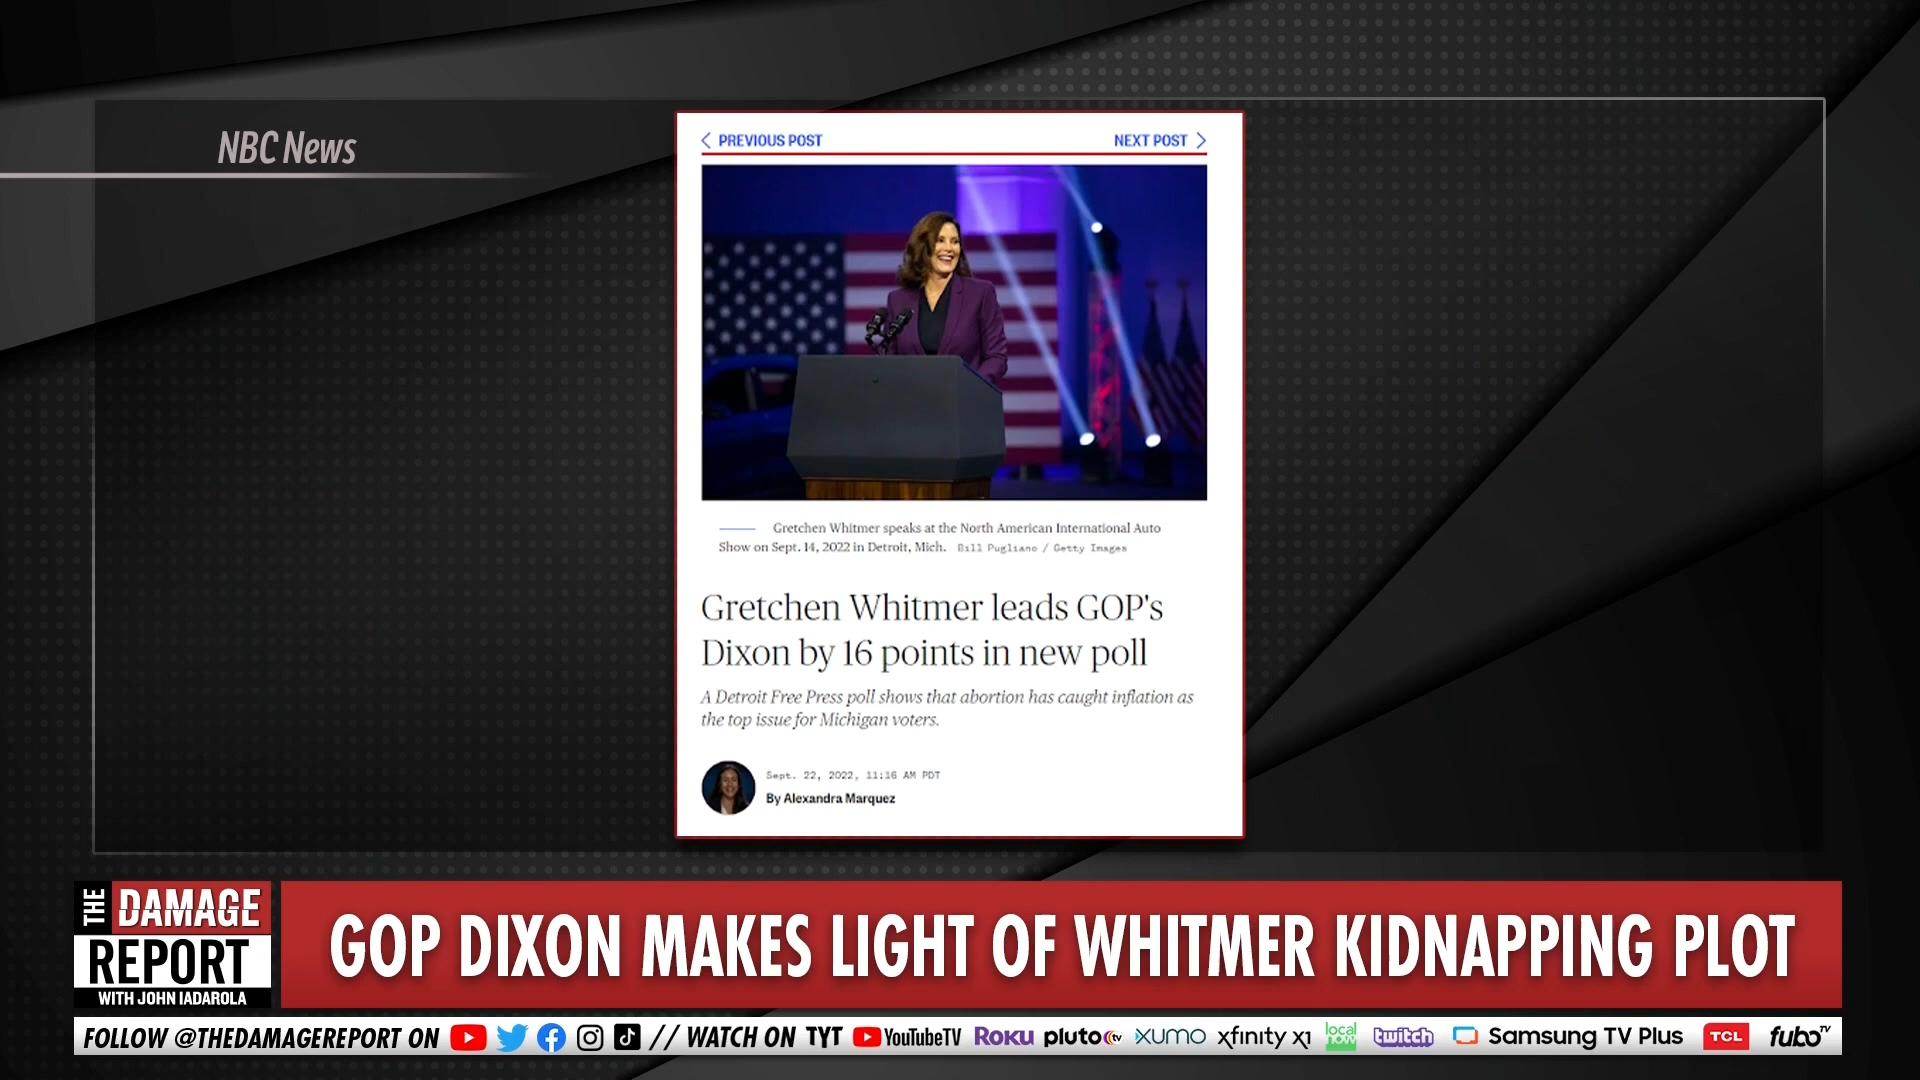 NBC News
PREVIOUS POST
NEXT POST
Gretchen Whitmer speaks at the North American International Auto
Show on Sept. 14, 2022 in Detroit, Mich. Bill Pugliano / Getty Images
Gretchen Whitmer leads GOP's
Dixon by 16 points in new poll
A Detroit Free Press poll shows that abortion has caught inflation as
the top issue for Michigan voters.
Sept. 22, 2022, 11:16 AM PDT
By Alexandra Marquez
THE DAMAGE
REPORT
WITH JOHN IADAROLA
GOP DIXON MAKES LIGHT OF WHITMER KIDNAPPING PLOT
FOLLOW @THEDAMAGEREPORT ON // WATCH ON TYT YouTubeTV ROKU pluto tv XUMO xfinity x1 local now twitch Samsung TV Plus TCL fuboTV